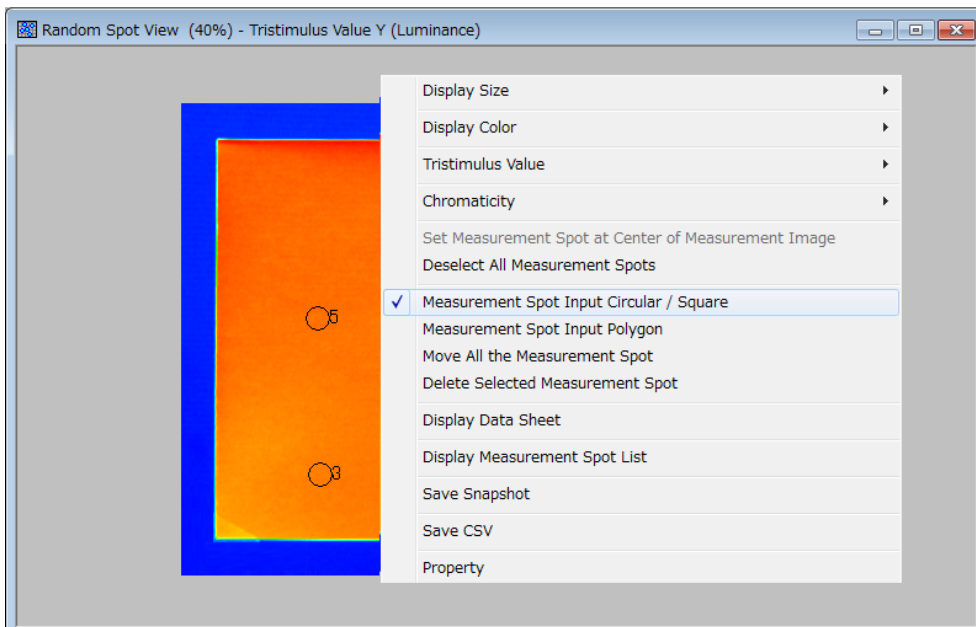 Random Spot View (40%) - Tristimulus Value Y (Luminance)
Display Size
Display Color
Tristimulus Value
Chromaticity
Set Measurement Spot at Center of Measurement Image
Deselect All Measurement Spots
Measurement Spot Input Circular / Square
Measurement Spot Input Polygon
Move All the Measurement Spot
Delete Selected Measurement Spot
Display Data Sheet
Display Measurement Spot List
Save Snapshot
Save CSV
Property
5
3